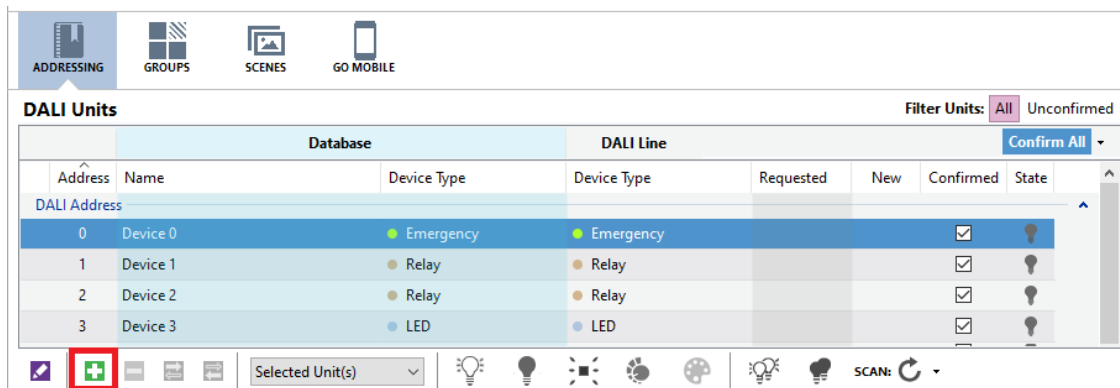 ADDRESSING GROUPS SCENES GO MOBILE
DALI Units Filter Units: All Unconfirmed
Database DALI Line Confirm All
Address Name Device Type Device Type Requested New Confirmed State
DALI Address
0 Device 0 Emergency Emergency
1 Device 1 Relay Relay
2 Device 2 Relay Relay
3 Device 3 LED LED
Selected Unit(s) SCAN: